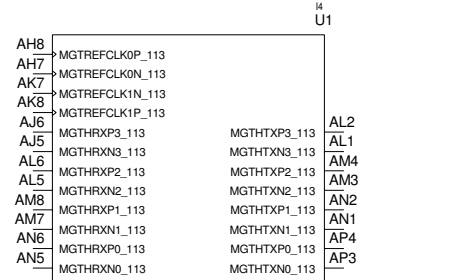 I4
U1
AH8 MGTREFCLK0P_113
AH7 MGTREFCLK0N_113
AK7 MGTREFCLK1N_113
AK8 MGTREFCLK1P_113
AJ6 MGTHRXP3_113 MGTHTXP3_113 AL2
AJ5 MGTHRXN3_113 MGTHTXN3_113 AL1
AL6 MGTHRXP2_113 MGTHTXP2_113 AM4
AL5 MGTHRXN2_113 MGTHTXN2_113 AM3
AM8 MGTHRXP1_113 MGTHTXP1_113 AN2
AM7 MGTHRXN1_113 MGTHTXN1_113 AN1
AN6 MGTHRXP0_113 MGTHTXP0_113 AP4
AN5 MGTHRXN0_113 MGTHTXN0_113 AP3